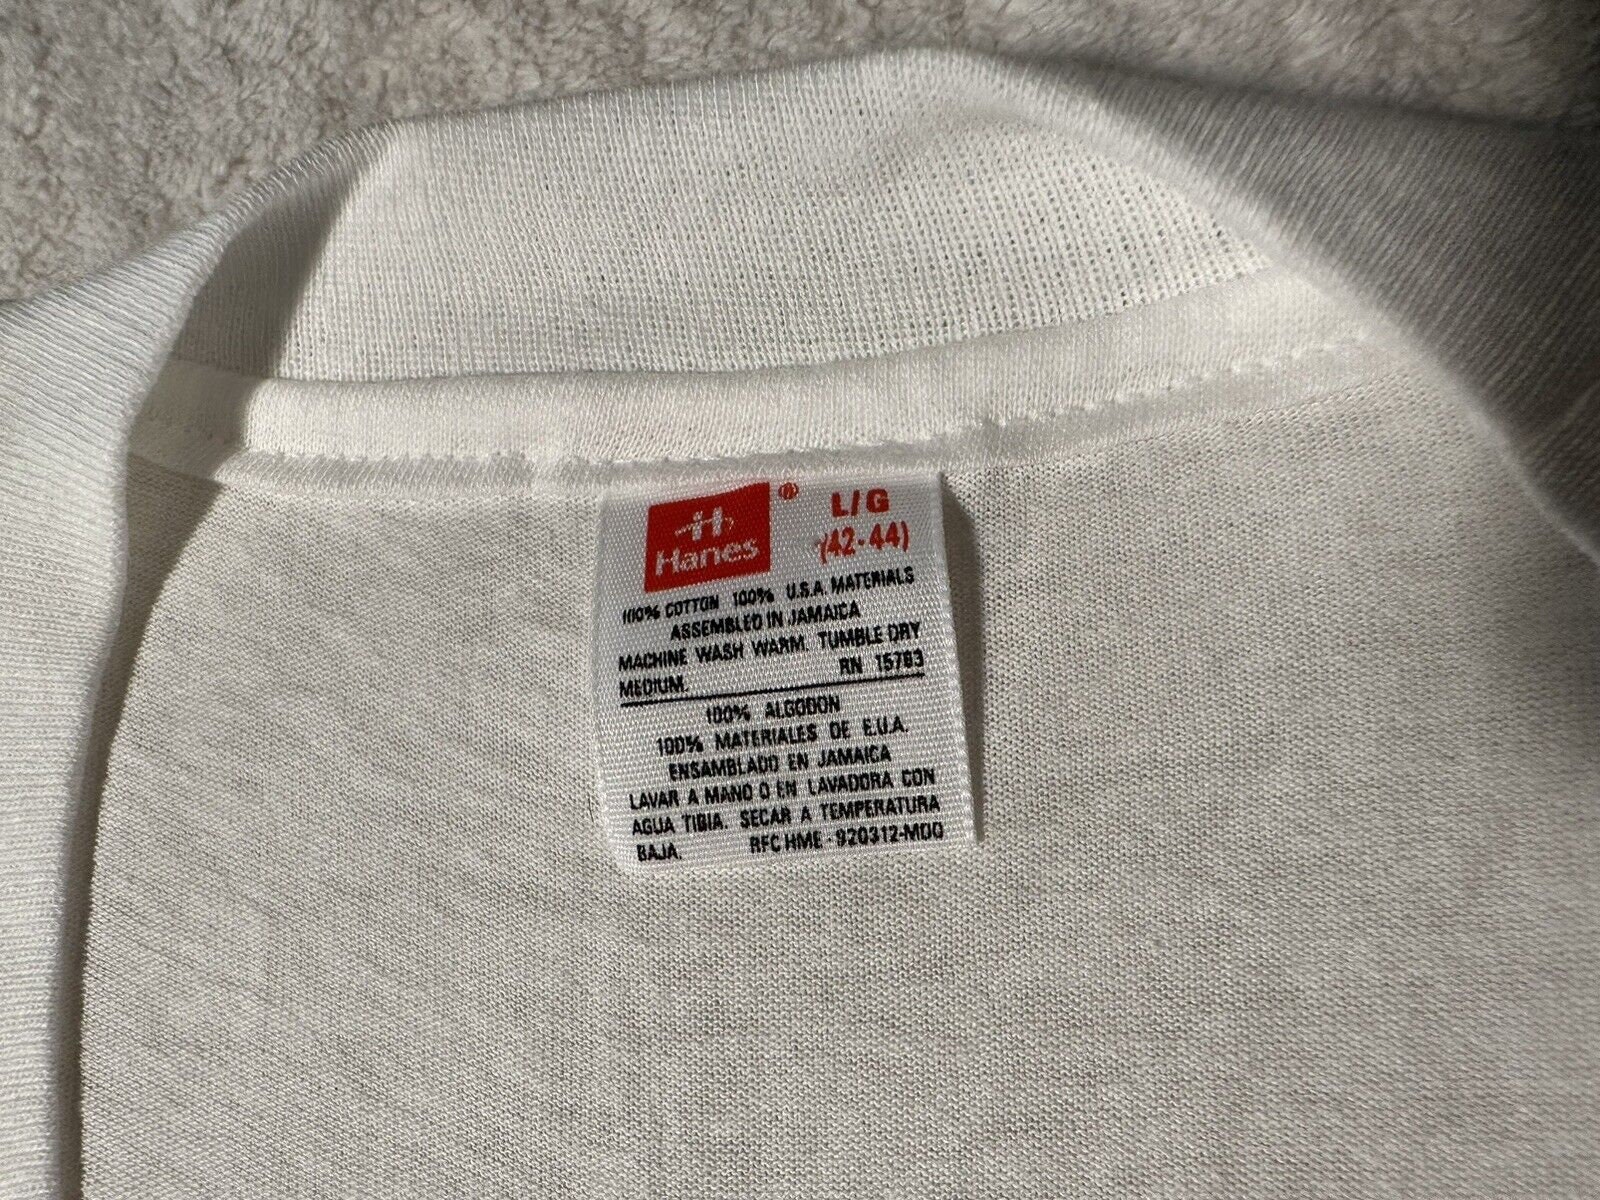 H ® L/G
Hanes (42-44)
100% COTTON 100% U.S.A. MATERIALS
ASSEMBLED IN JAMAICA
MACHINE WASH WARM. TUMBLE DRY
MEDIUM. RN 15763
100% ALGODON
100% MATERIALES DE E.U.A.
ENSAMBLADO EN JAMAICA
LAVAR A MANO O EN LAVADORA CON
AGUA TIBIA. SECAR A TEMPERATURA
BAJA. RFC HME - 920312-MD0